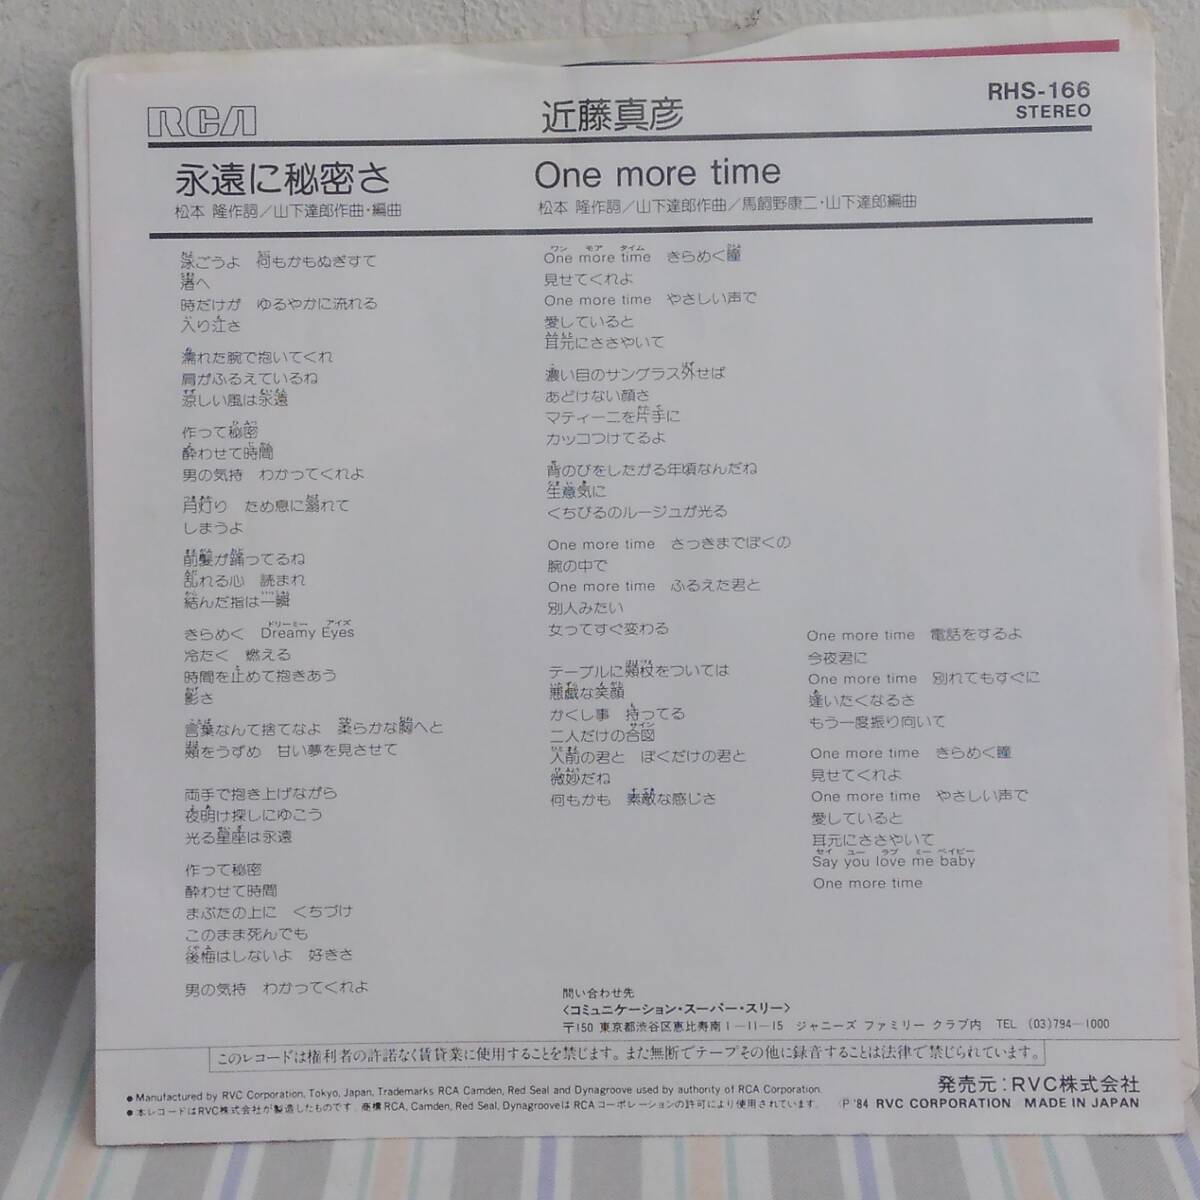 RCA
近藤真彦
RHS-166
STEREO
永遠に秘密さ
松本 隆作詞/山下達郎作曲・編曲
One more time
松本 隆作詞/山下達郎作曲/馬飼野康二・山下達郎編曲
泳ごうよ 何もかもぬぎすて
渚へ
時だけが ゆるやかに流れる
入り江さ
濡れた腕で抱いてくれ
肩がふるえているね
涼しい風は永遠
作って秘密
酔わせて時間
男の気持 わかってくれよ
月灯り ため息に溺れて
しまうよ
前髪が踊ってるね
乱れる心 読まれ
結んだ指は一瞬
きらめく Dreamy Eyes
冷たく 燃える
時間を止めて抱きあう
影さ
言葉なんて捨てなよ 柔らかな胸へと
頬をうずめ 甘い夢を見させて
両手で抱き上げながら
夜明け探しにゆこう
光る星座は永遠
作って秘密
酔わせて時間
まぶたの上に くちづけ
このまま死んでも
後悔はしないよ 好きさ
男の気持 わかってくれよ
ワン モア タイム
One more time きらめく瞳
見せてくれよ
One more time やさしい声で
愛していると
耳元にささやいて
濃い目のサングラス外せば
あどけない顔さ
マティーニを片手に
カッコつけてるよ
背のびをしたがる年頃なんだね
生意気に
くちびるのルージュが光る
One more time さっきまでぼくの
腕の中で
One more time ふるえた君と
別人みたい
女ってすぐ変わる
テーブルに頬杖をついては
悪戯な笑顔
かくし事 持ってる
二人だけの合図
人前の君と ぼくだけの君と
微妙だね
何もかも 素敵な感じさ
One more time 電話をするよ
今夜君に
One more time 別れてもすぐに
逢いたくなるさ
もう一度振り向いて
One more time きらめく瞳
見せてくれよ
One more time やさしい声で
愛していると
耳元にささやいて
セイ ユー ラブ ミー ベイビー
Say you love me baby
One more time
問い合わせ先
〈コミュニケーション・スーパー・スリー〉
〒150 東京都渋谷区恵比寿南1-11-15 ジャニーズ ファミリー クラブ内 TEL (03)794-1000
このレコードは権利者の許諾なく賃貸業に使用することを禁じます。また無断でテープその他に録音することは法律で禁じられています。
●Manufactured by RVC Corporation, Tokyo, Japan, Trademarks RCA Camden, Red Seal and Dynagroove used by authority of RCA Corporation.
●本レコードはRVC株式会社が製造したものです。商標RCA, Camden, Red Seal, DynagrooveはRCAコーポレーションの許可により使用されています。
発売元:RVC株式会社
Ⓟ '84 RVC CORPORATION MADE IN JAPAN